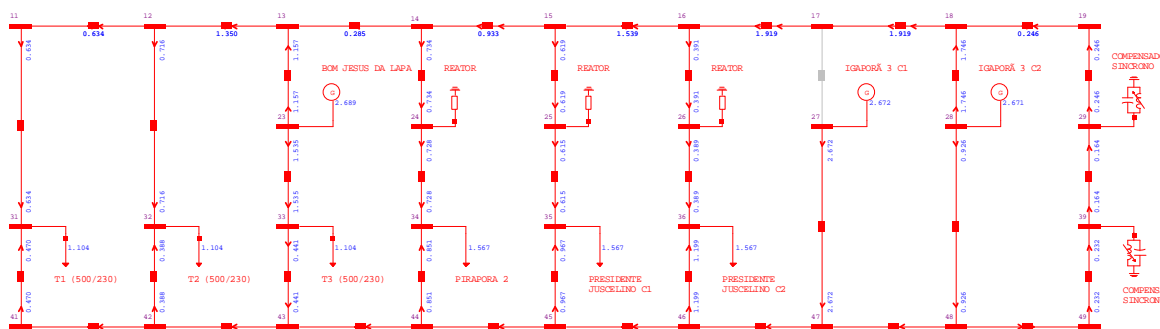 11 12 13 14 15 16 17 18 19
0.634 1.350 0.285 0.933 1.539 1.919 1.919 0.246
0.634 0.716 1.157 0.734 0.619 0.391 1.746 0.246
BOM JESUS DA LAPA REATOR REATOR REATOR IGAPORÃ 3 C1 IGAPORÃ 3 C2 COMPENSAD
SINCRONO
G G G
1.157 0.734 0.619 0.391 1.746 0.246
2.689 2.672 2.671
23 24 25 26 27 28 29
1.535 0.728 0.615 0.389 2.672 0.926 0.164
0.634 0.716 1.535 0.728 0.615 0.389 0.164
31 32 33 34 35 36 39
1.104 1.104 1.104 1.567 1.567 1.567
0.470 0.388 0.441 0.851 0.967 1.199 0.232
T1 (500/230) T2 (500/230) T3 (500/230) PIRAPORA 2 PRESIDENTE
JUSCELINO C1 PRESIDENTE
JUSCELINO C2 COMPENS
SINCRONO
0.470 0.388 0.441 0.851 0.967 1.199 2.672 0.926 0.232
41 42 43 44 45 46 47 48 49